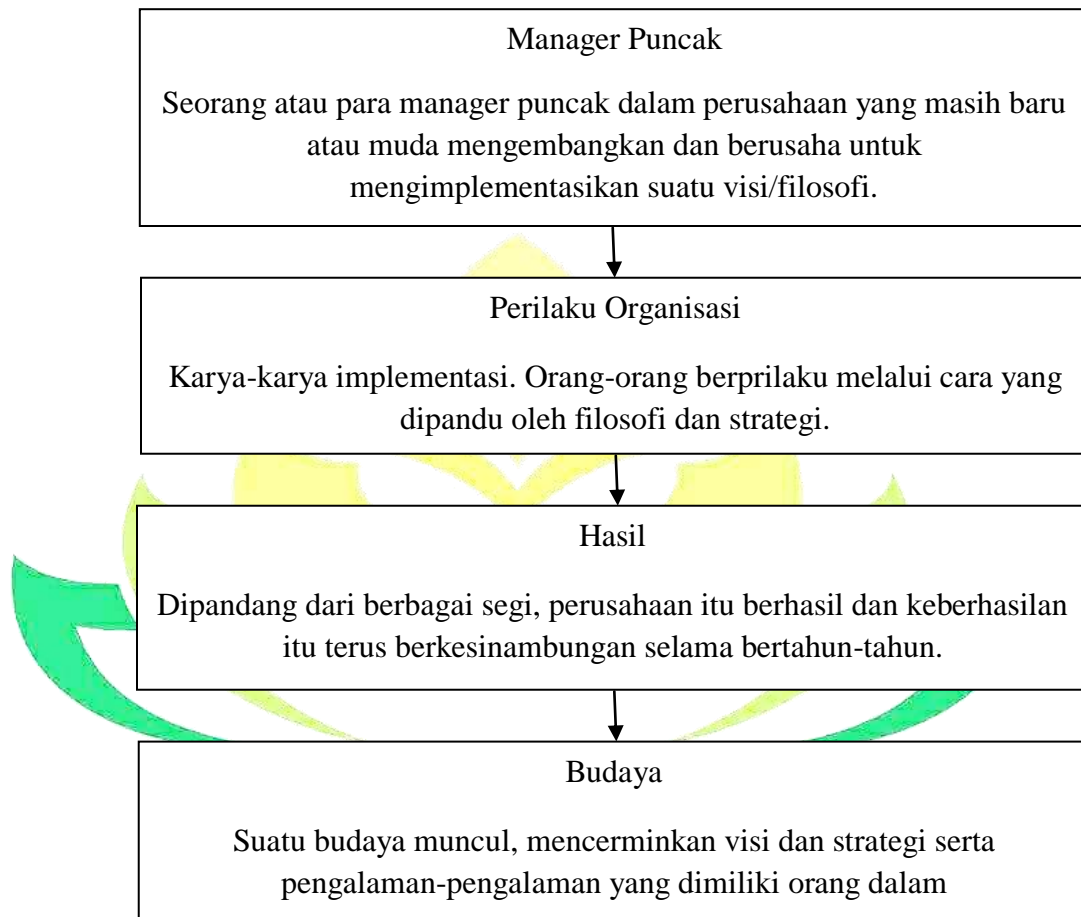 Manager Puncak
Seorang atau para manager puncak dalam perusahaan yang masih baru
atau muda mengembangkan dan berusaha untuk
mengimplementasikan suatu visi/filosofi.
Perilaku Organisasi
Karya-karya implementasi. Orang-orang berprilaku melalui cara yang
dipandu oleh filosofi dan strategi.
Hasil
Dipandang dari berbagai segi, perusahaan itu berhasil dan keberhasilan
itu terus berkesinambungan selama bertahun-tahun.
Budaya
Suatu budaya muncul, mencerminkan visi dan strategi serta
pengalaman-pengalaman yang dimiliki orang dalam